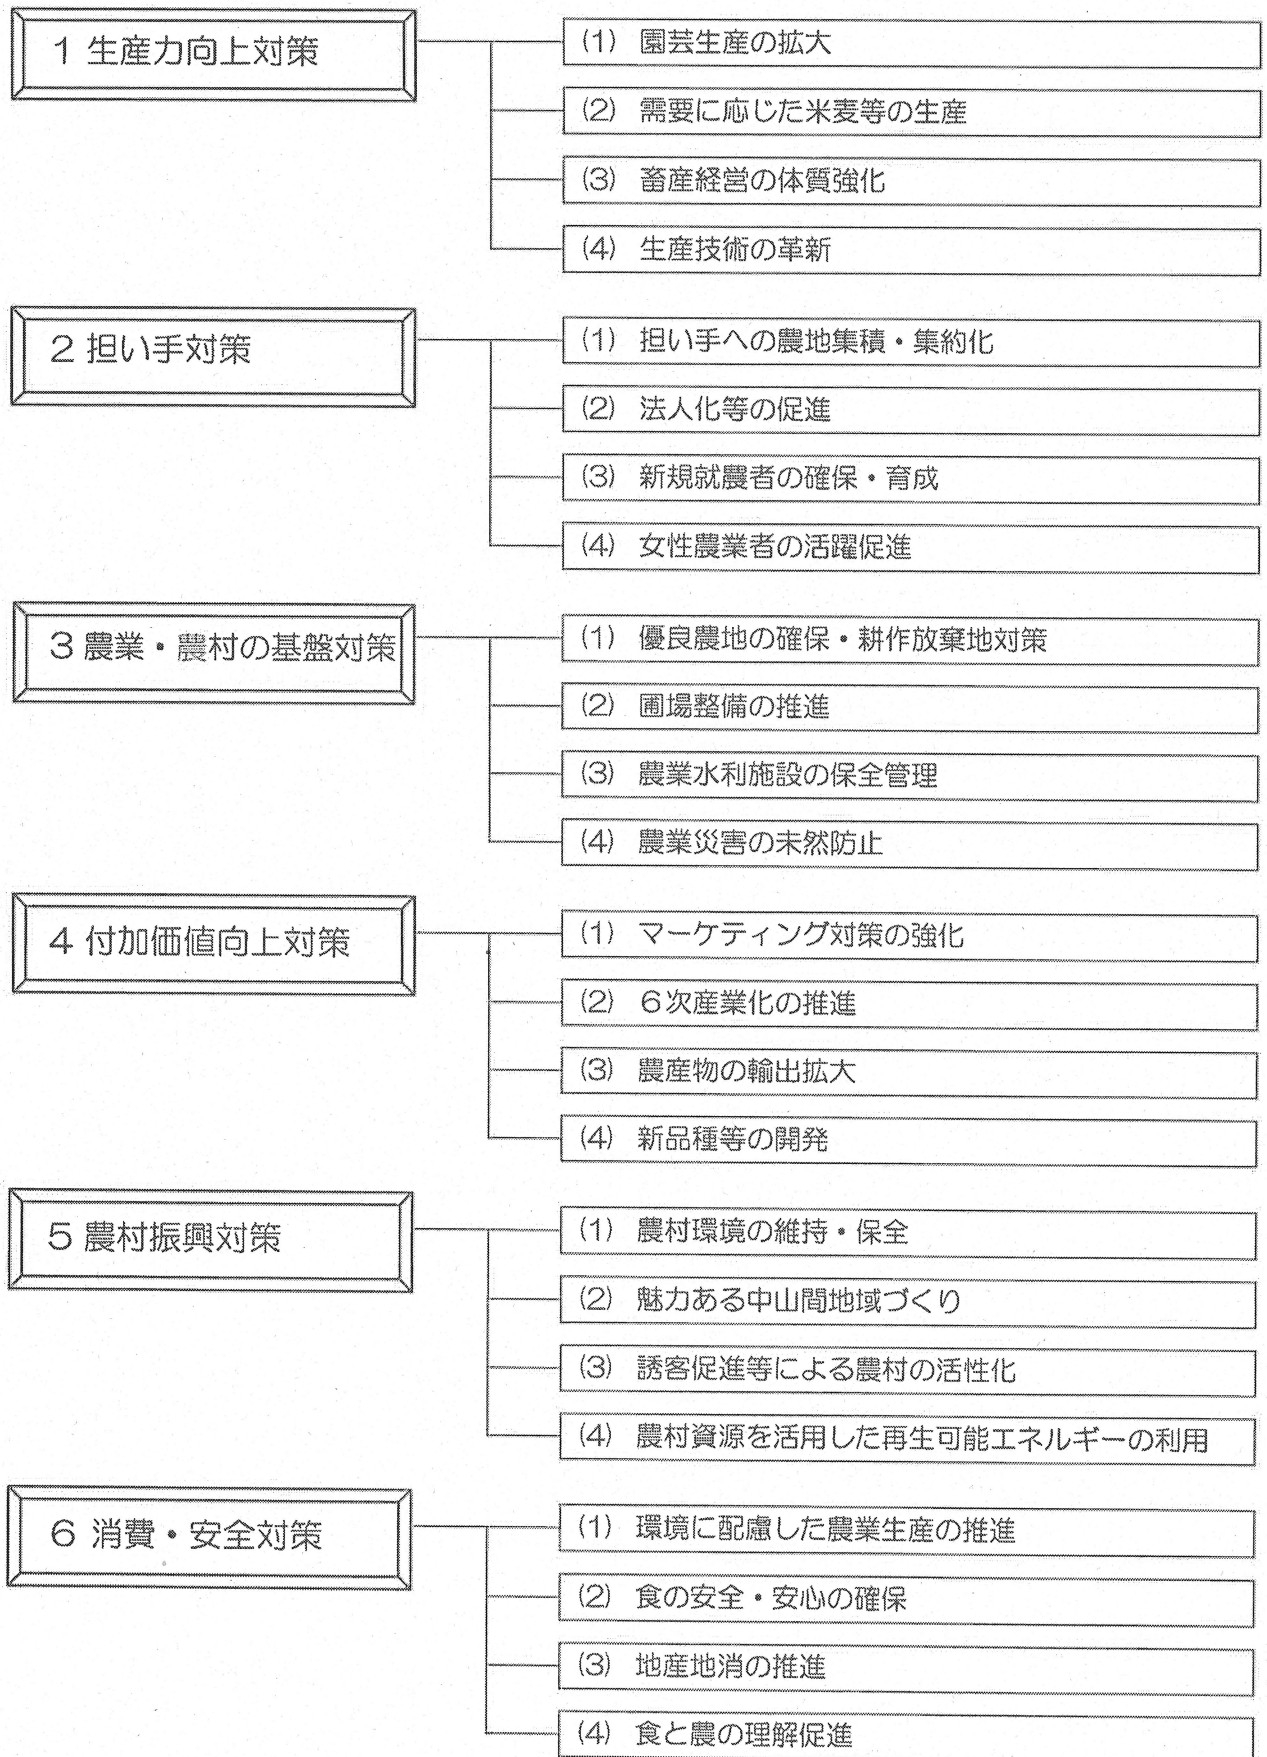 1 生産力向上対策
(1) 園芸生産の拡大
(2) 需要に応じた米麦等の生産
(3) 畜産経営の体質強化
(4) 生産技術の革新
2 担い手対策
(1) 担い手への農地集積・集約化
(2) 法人化等の促進
(3) 新規就農者の確保・育成
(4) 女性農業者の活躍促進
3 農業・農村の基盤対策
(1) 優良農地の確保・耕作放棄地対策
(2) 圃場整備の推進
(3) 農業水利施設の保全管理
(4) 農業災害の未然防止
4 付加価値向上対策
(1) マーケティング対策の強化
(2) 6次産業化の推進
(3) 農産物の輸出拡大
(4) 新品種等の開発
5 農村振興対策
(1) 農村環境の維持・保全
(2) 魅力ある中山間地域づくり
(3) 誘客促進等による農村の活性化
(4) 農村資源を活用した再生可能エネルギーの利用
6 消費・安全対策
(1) 環境に配慮した農業生産の推進
(2) 食の安全・安心の確保
(3) 地産地消の推進
(4) 食と農の理解促進